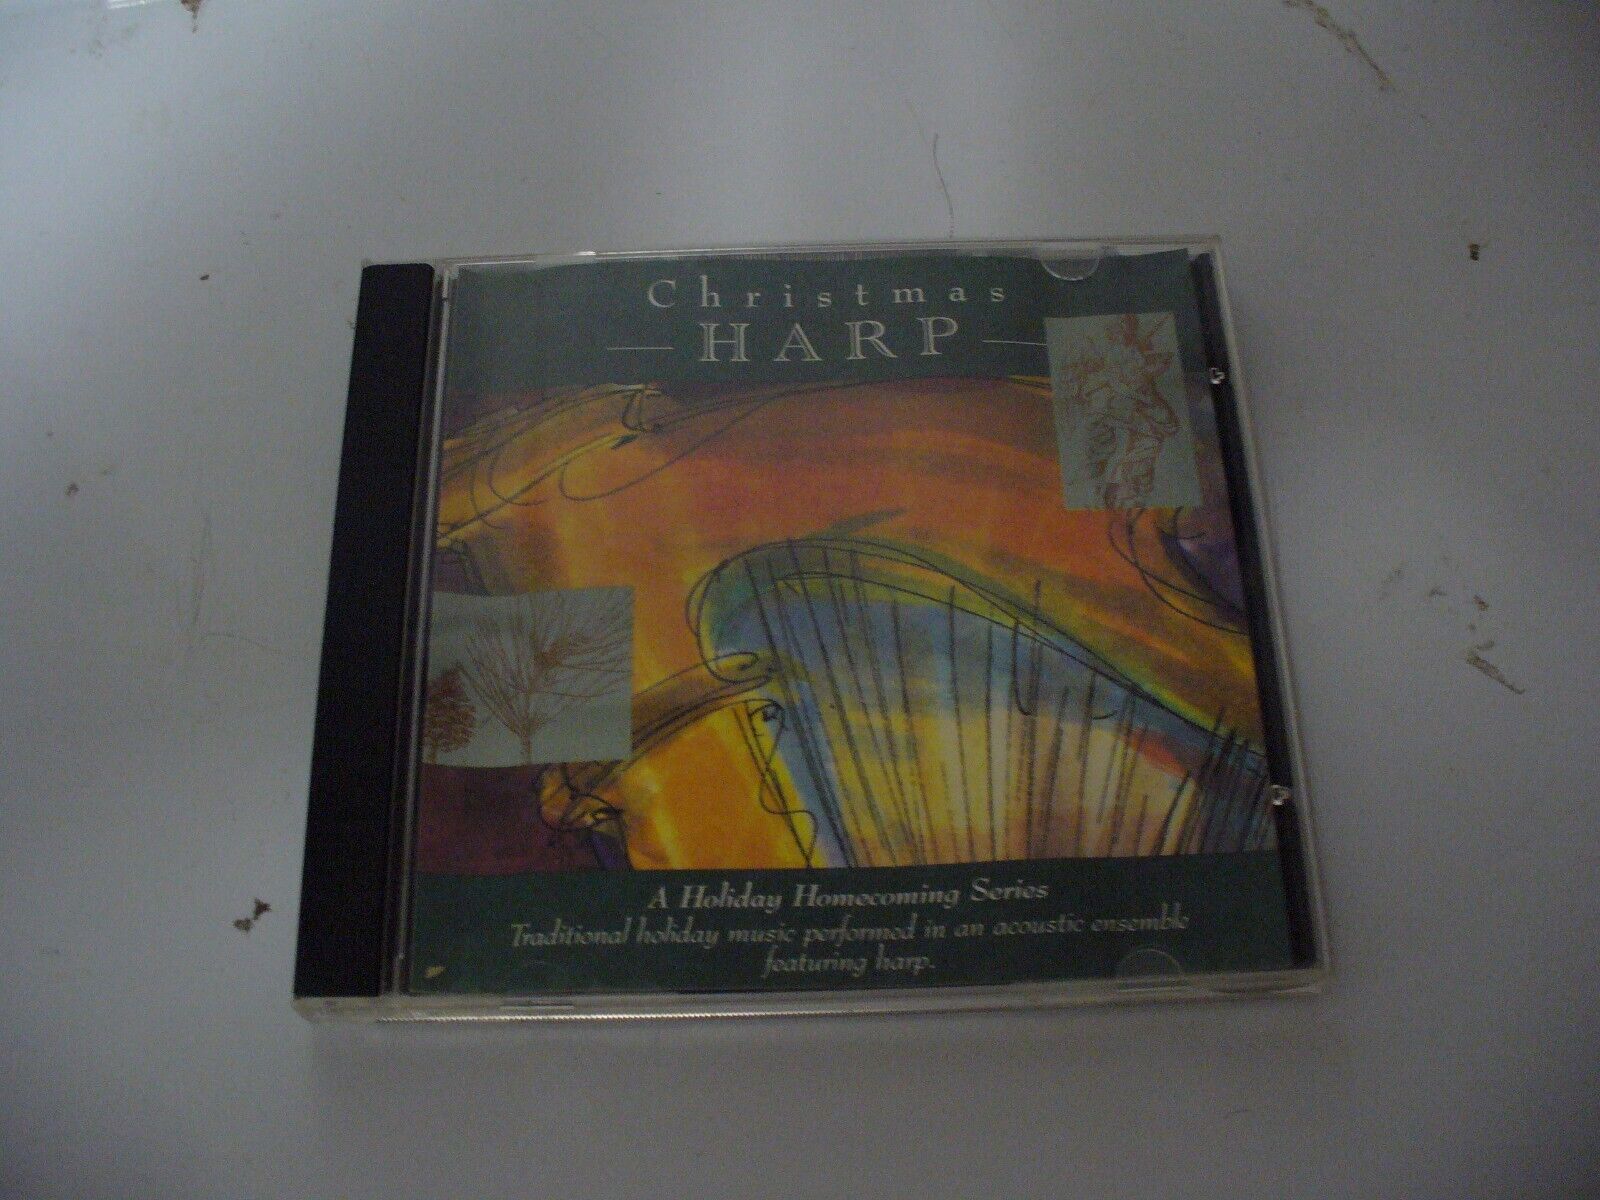 Christmas
HARP
A Holiday Homecoming Series
Traditional holiday music performed in an acoustic ensemble
featuring harp.